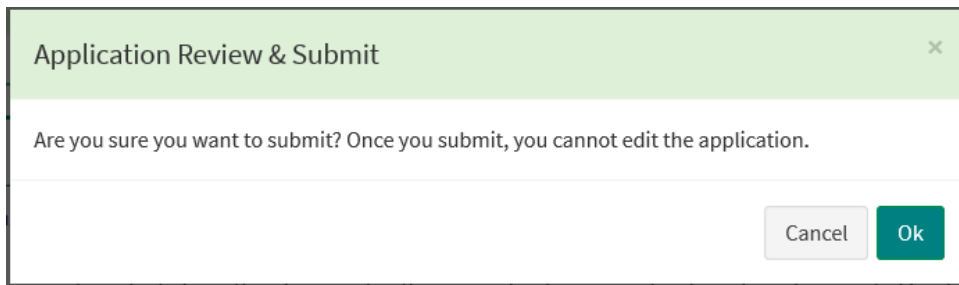 Application Review & Submit
×
Are you sure you want to submit? Once you submit, you cannot edit the application.
Cancel
Ok